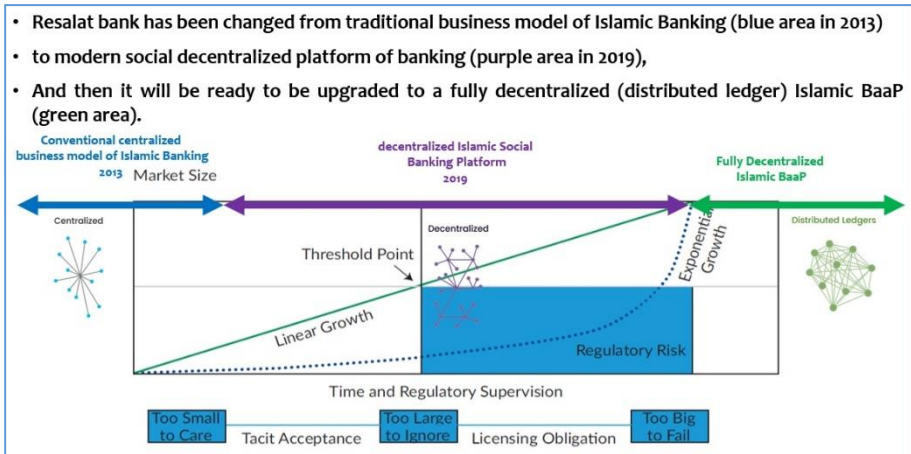 • Resalat bank has been changed from traditional business model of Islamic Banking (blue area in 2013)
• to modern social decentralized platform of banking (purple area in 2019),
• And then it will be ready to be upgraded to a fully decentralized (distributed ledger) Islamic BaaP
(green area).
Conventional centralized
business model of Islamic Banking
2013
Market Size
decentralized Islamic Social
Banking Platform
2019
Fully Decentralized
Islamic BaaP
Centralized
Decentralized
Distributed Ledgers
Threshold Point
Exponential
Growth
Linear Growth
Regulatory Risk
Time and Regulatory Supervision
Too Small
to Care
Tacit Acceptance
Too Large
to Ignore
Licensing Obligation
Too Big
to Fail